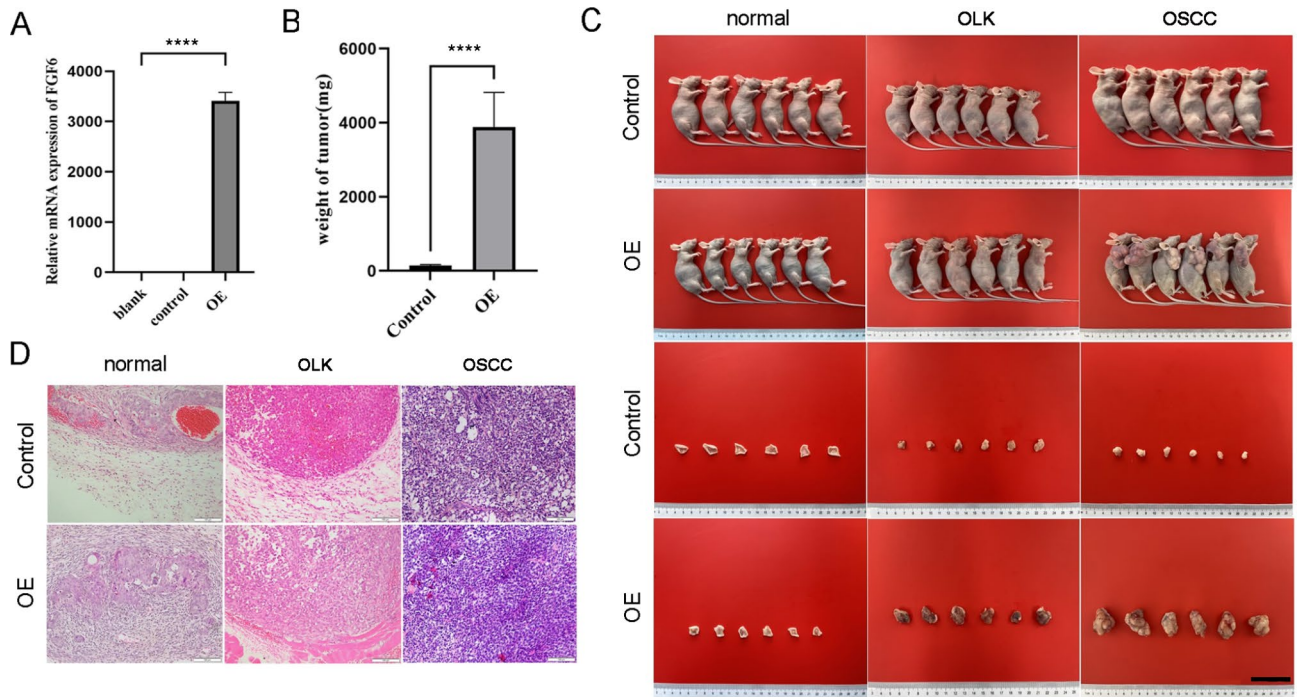 A
****
Relative mRNA expression of FGF6
4000
3000
2000
1000
0
blank
control
OE
B
****
weight of tumor(mg)
6000
4000
2000
0
Control
OE
C
normal
OLK
OSCC
Control
OE
Control
OE
D
normal
OLK
OSCC
Control
OE